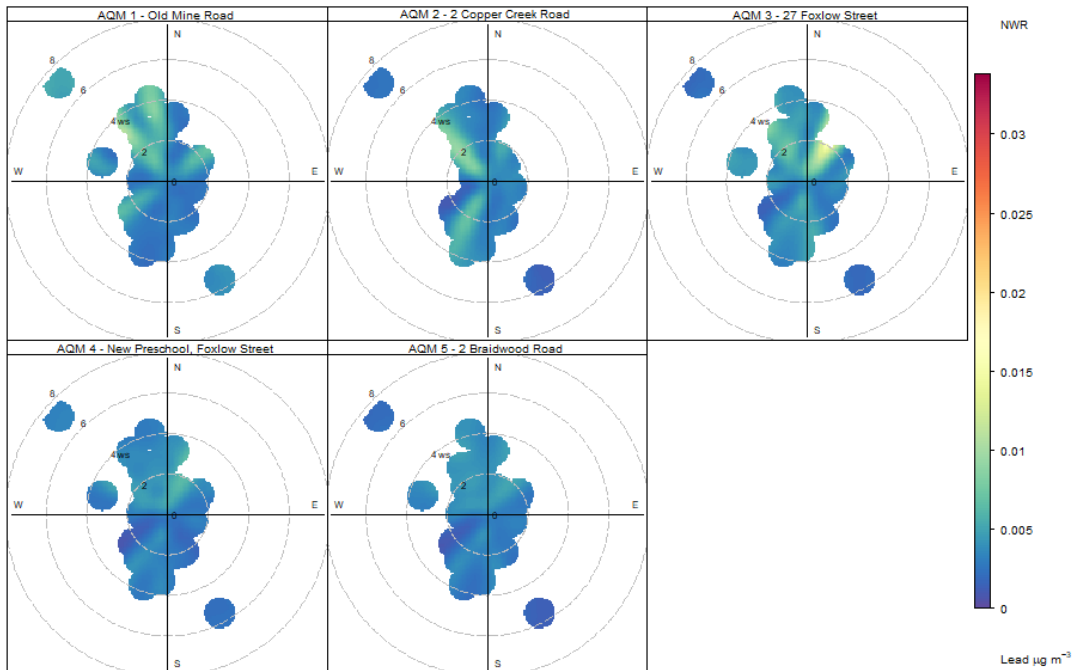 AQM 1 - Old Mine Road
AQM 2 - 2 Copper Creek Road
AQM 3 - 27 Foxlow Street
NWR
N
8
6
4 ws
2
0
W
E
S
N
8
6
4 ws
2
0
W
E
S
N
8
6
4 ws
2
0
W
E
S
0.03
0.025
0.02
0.015
0.01
0.005
0
AQM 4 - New Preschool, Foxlow Street
AQM 5 - 2 Braidwood Road
N
8
6
4 ws
2
0
W
E
S
N
8
6
4 ws
2
0
W
E
S
Lead µg m⁻³